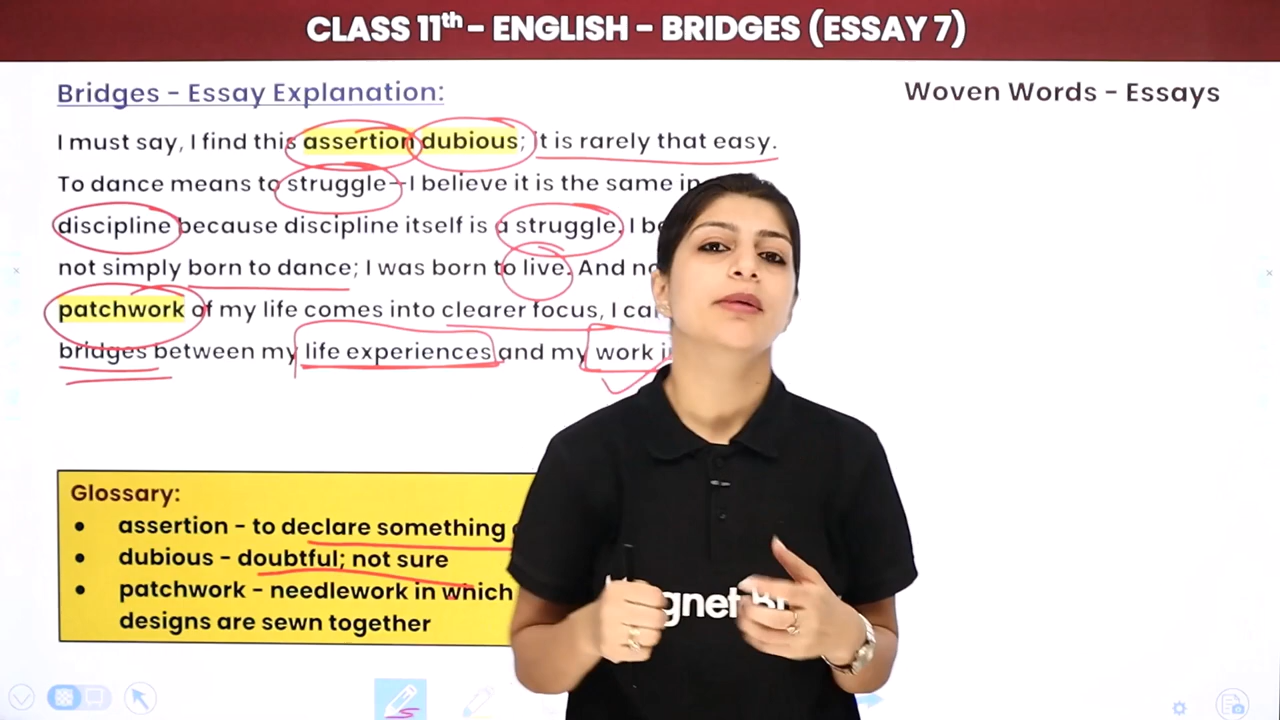 CLASS 11th - ENGLISH - BRIDGES (ESSAY 7)
Bridges - Essay Explanation:
Woven Words - Essays
I must say, I find this assertion dubious; it is rarely that easy.
To dance means to struggle—I believe it is the same in
discipline because discipline itself is a struggle. I
not simply born to dance; I was born to live. And
patchwork of my life comes into clearer focus, I
bridges between my life experiences and my work
Glossary:
• assertion - to declare something
• dubious - doubtful; not sure
• patchwork - needlework in which
designs are sewn together